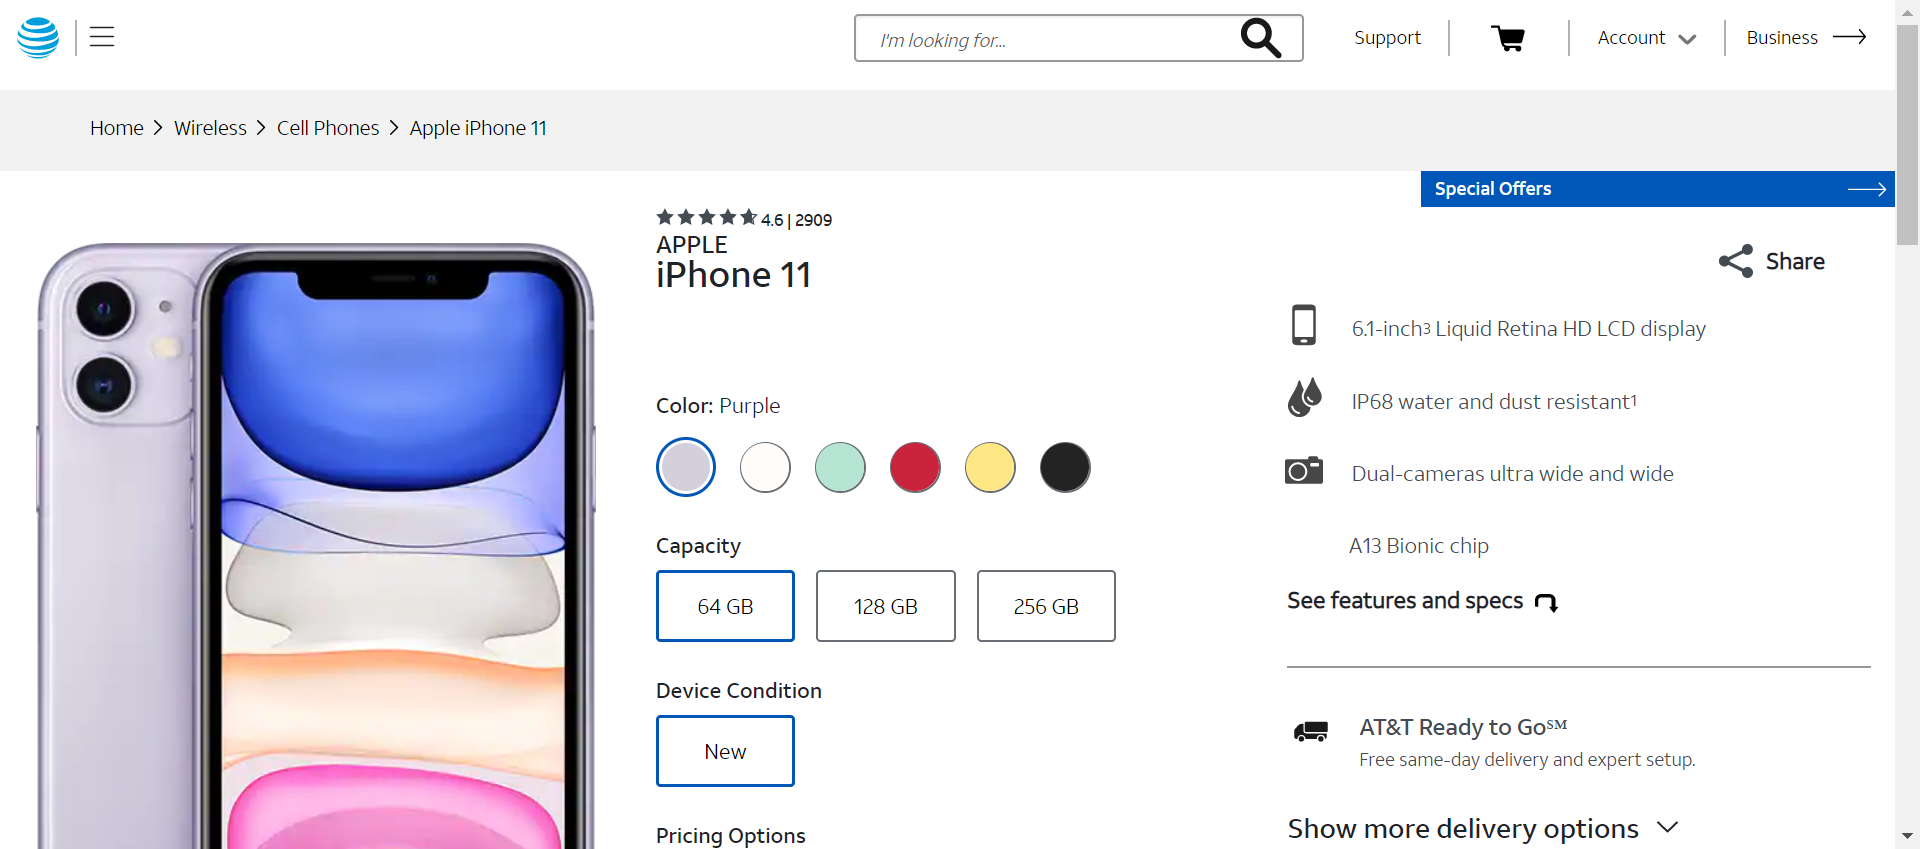 I'm looking for...
Support
Account
Business
Home
Wireless
Cell Phones
Apple iPhone 11
Special Offers
4.6 | 2909
APPLE
iPhone 11
Share
6.1-inch3 Liquid Retina HD LCD display
IP68 water and dust resistant¹
Dual-cameras ultra wide and wide
A13 Bionic chip
See features and specs
Color: Purple
Capacity
64 GB
128 GB
256 GB
Device Condition
New
Pricing Options
AT&T Ready to Go℠
Free same-day delivery and expert setup.
Show more delivery options